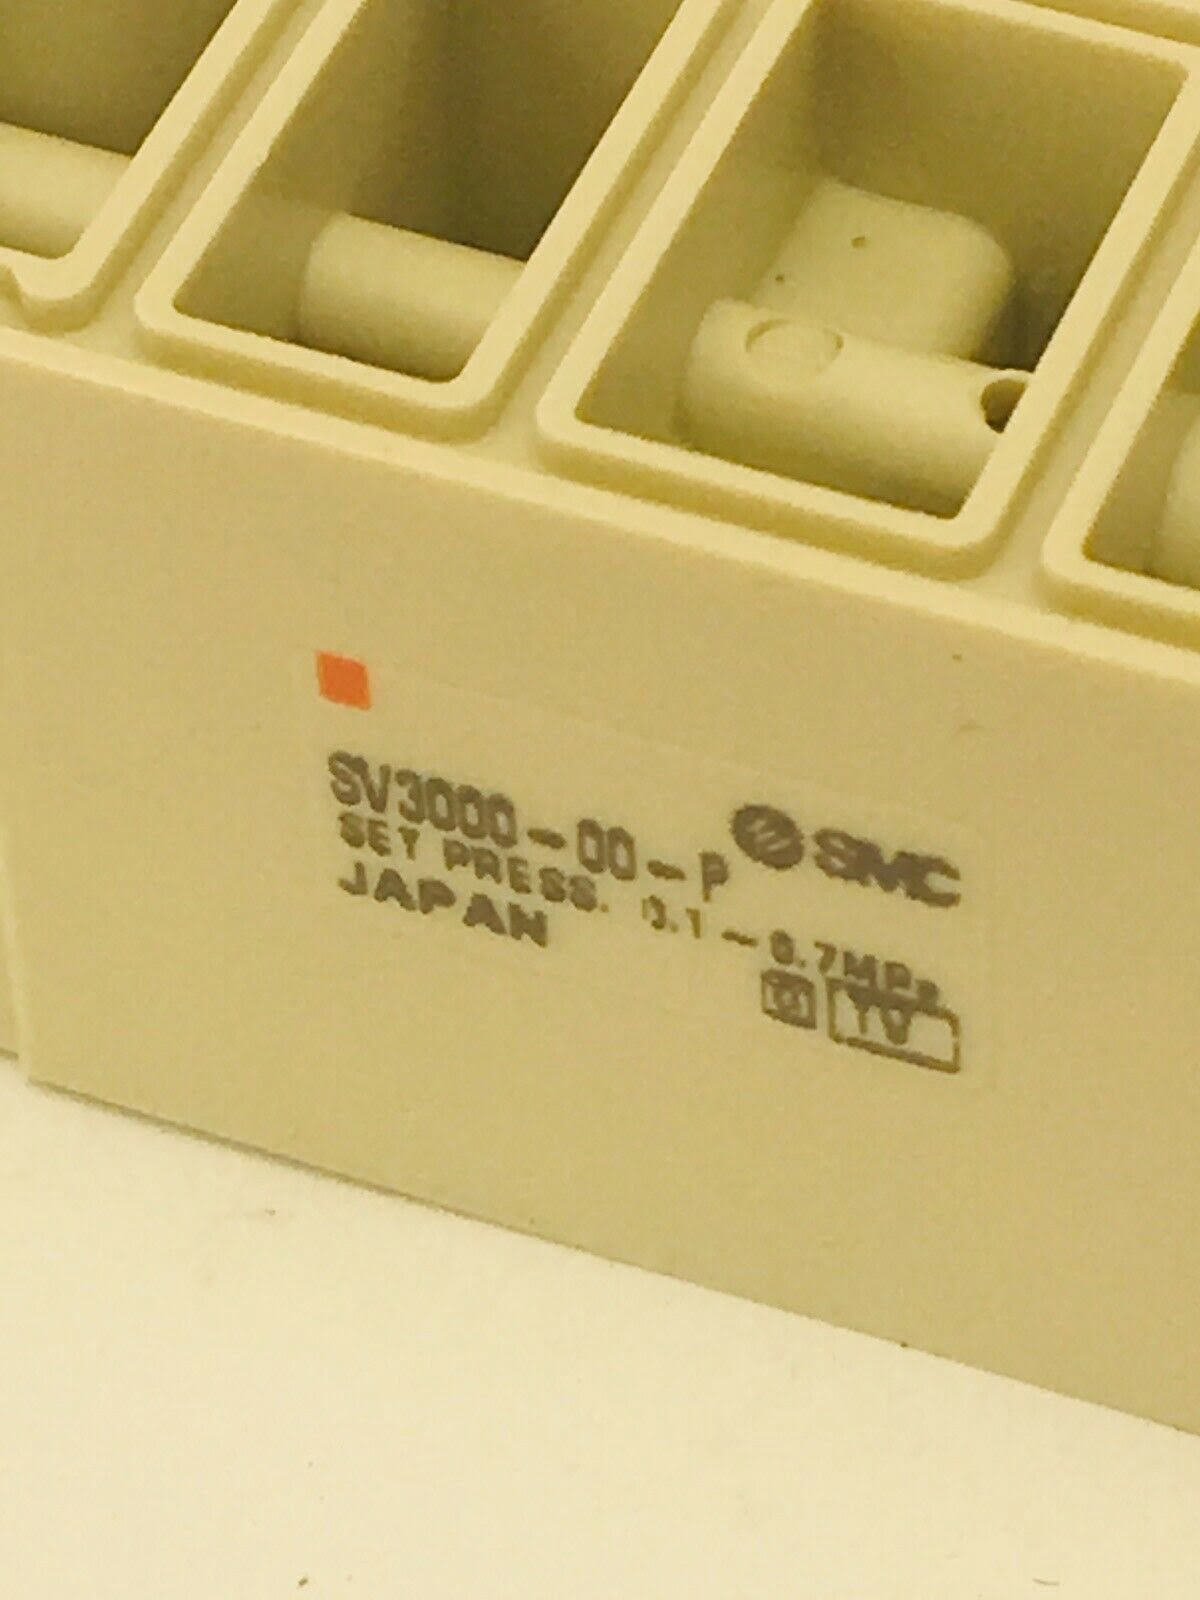 SV3000-00-P SMC
SET PRESS. 0.1~0.7MPa
JAPAN